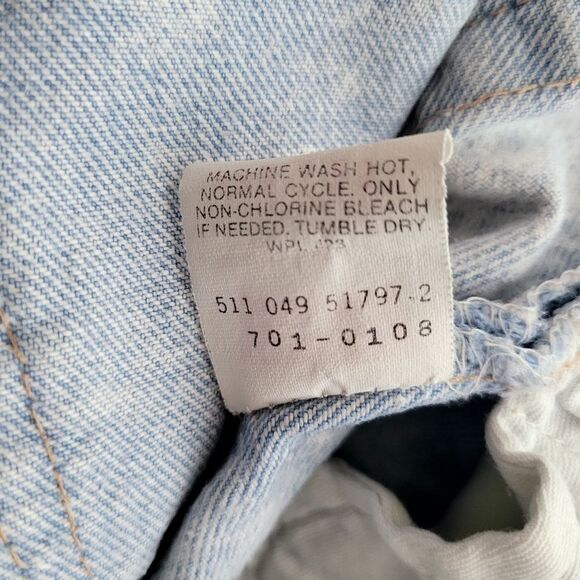 MACHINE WASH HOT,
NORMAL CYCLE. ONLY
NON-CHLORINE BLEACH
IF NEEDED. TUMBLE DRY
WPL 423
511 049 51797-2
701-0108